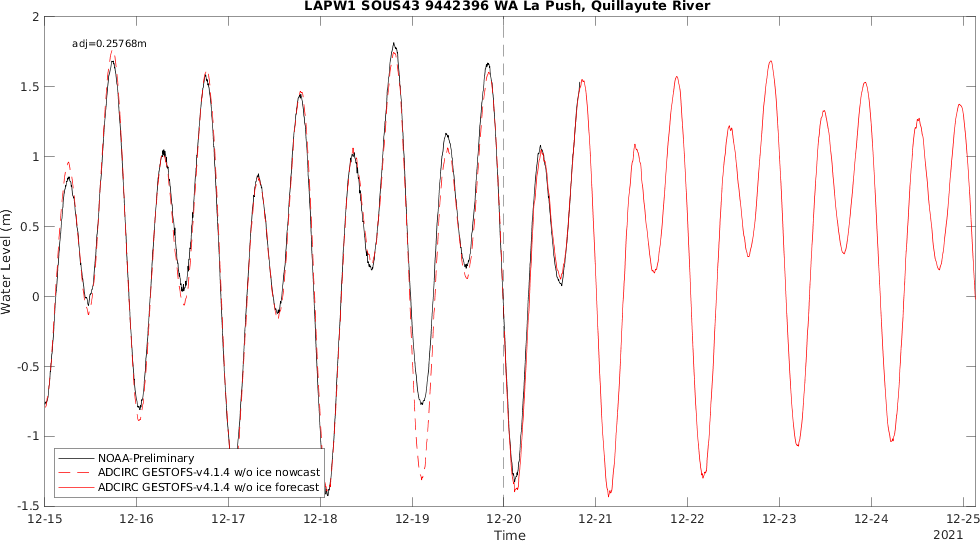 LAPW1 SOUS43 9442396 WA La Push, Quillayute River
adj=0.25768m
2
1.5
1
0.5
0
-0.5
-1
-1.5
Water Level (m)
NOAA-Preliminary
ADCIRC GESTOFS-v4.1.4 w/o ice nowcast
ADCIRC GESTOFS-v4.1.4 w/o ice forecast
12-15 12-16 12-17 12-18 12-19 12-20 12-21 12-22 12-23 12-24 12-25
Time
2021